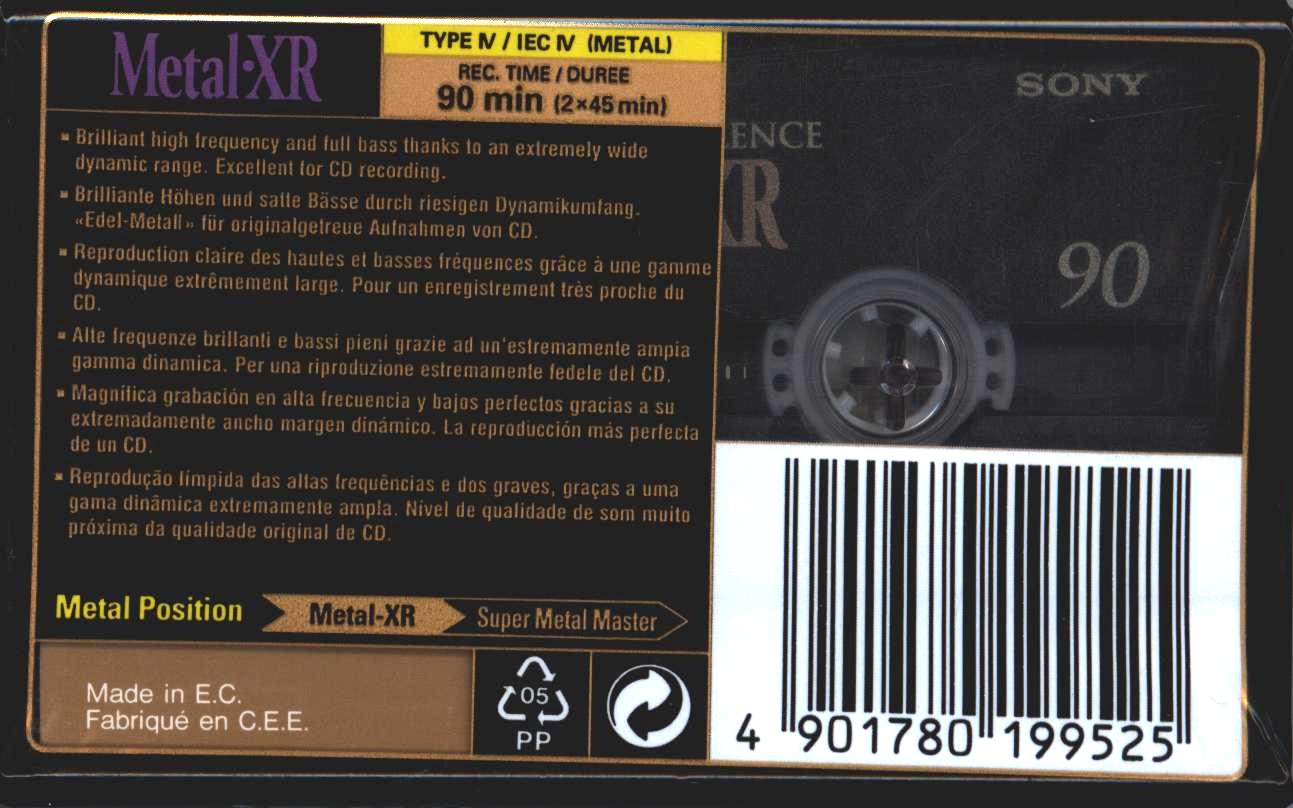 Metal·XR
TYPE IV / IEC IV (METAL)
REC. TIME / DUREE
90 min (2×45 min)
SONY
ENCE
XR
90
▪ Brilliant high frequency and full bass thanks to an extremely wide
dynamic range. Excellent for CD recording.
▪ Brilliante Höhen und satte Bässe durch riesigen Dynamikumfang.
«Edel-Metall» für originalgetreue Aufnahmen von CD.
▪ Reproduction claire des hautes et basses fréquences grâce à une gamme
dynamique extrêmement large. Pour un enregistrement très proche du
CD.
▪ Alte frequenze brillanti e bassi pieni grazie ad un'estremamente ampia
gamma dinamica. Per una riproduzione estremamente fedele del CD.
▪ Magnífica grabación en alta frecuencia y bajos perfectos gracias a su
extremadamente ancho margen dinámico. La reproducción más perfecta
de un CD.
▪ Reprodução límpida das altas frequências e dos graves, graças a uma
gama dinâmica extremamente ampla. Nível de qualidade de som muito
próxima da qualidade original de CD.
Metal Position
Metal-XR
Super Metal Master
Made in E.C.
Fabriqué en C.E.E.
05
PP
4 901780 199525